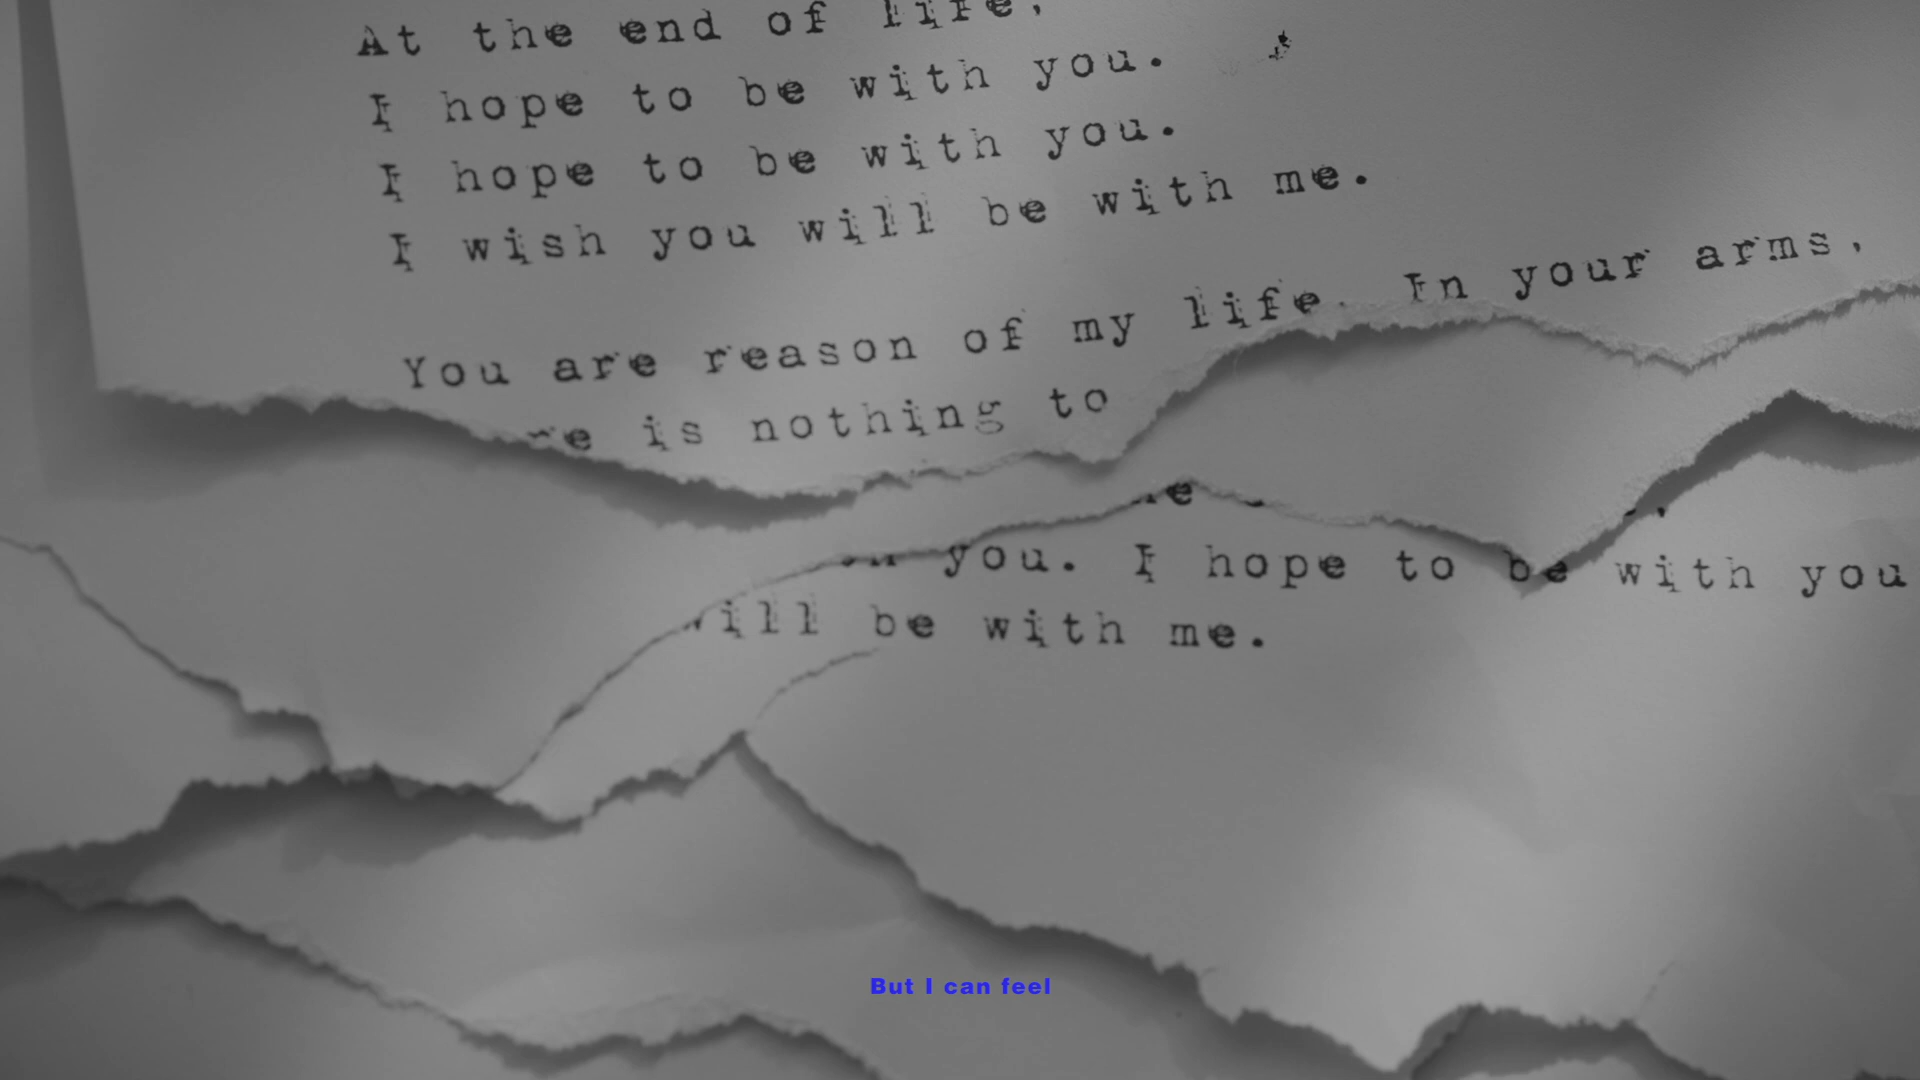 At the end of life,
I hope to be with you.
I hope to be with you.
I wish you will be with me.
You are reason of my life. In your arms,
is nothing to
you. I hope to be with you
will be with me.
But I can feel